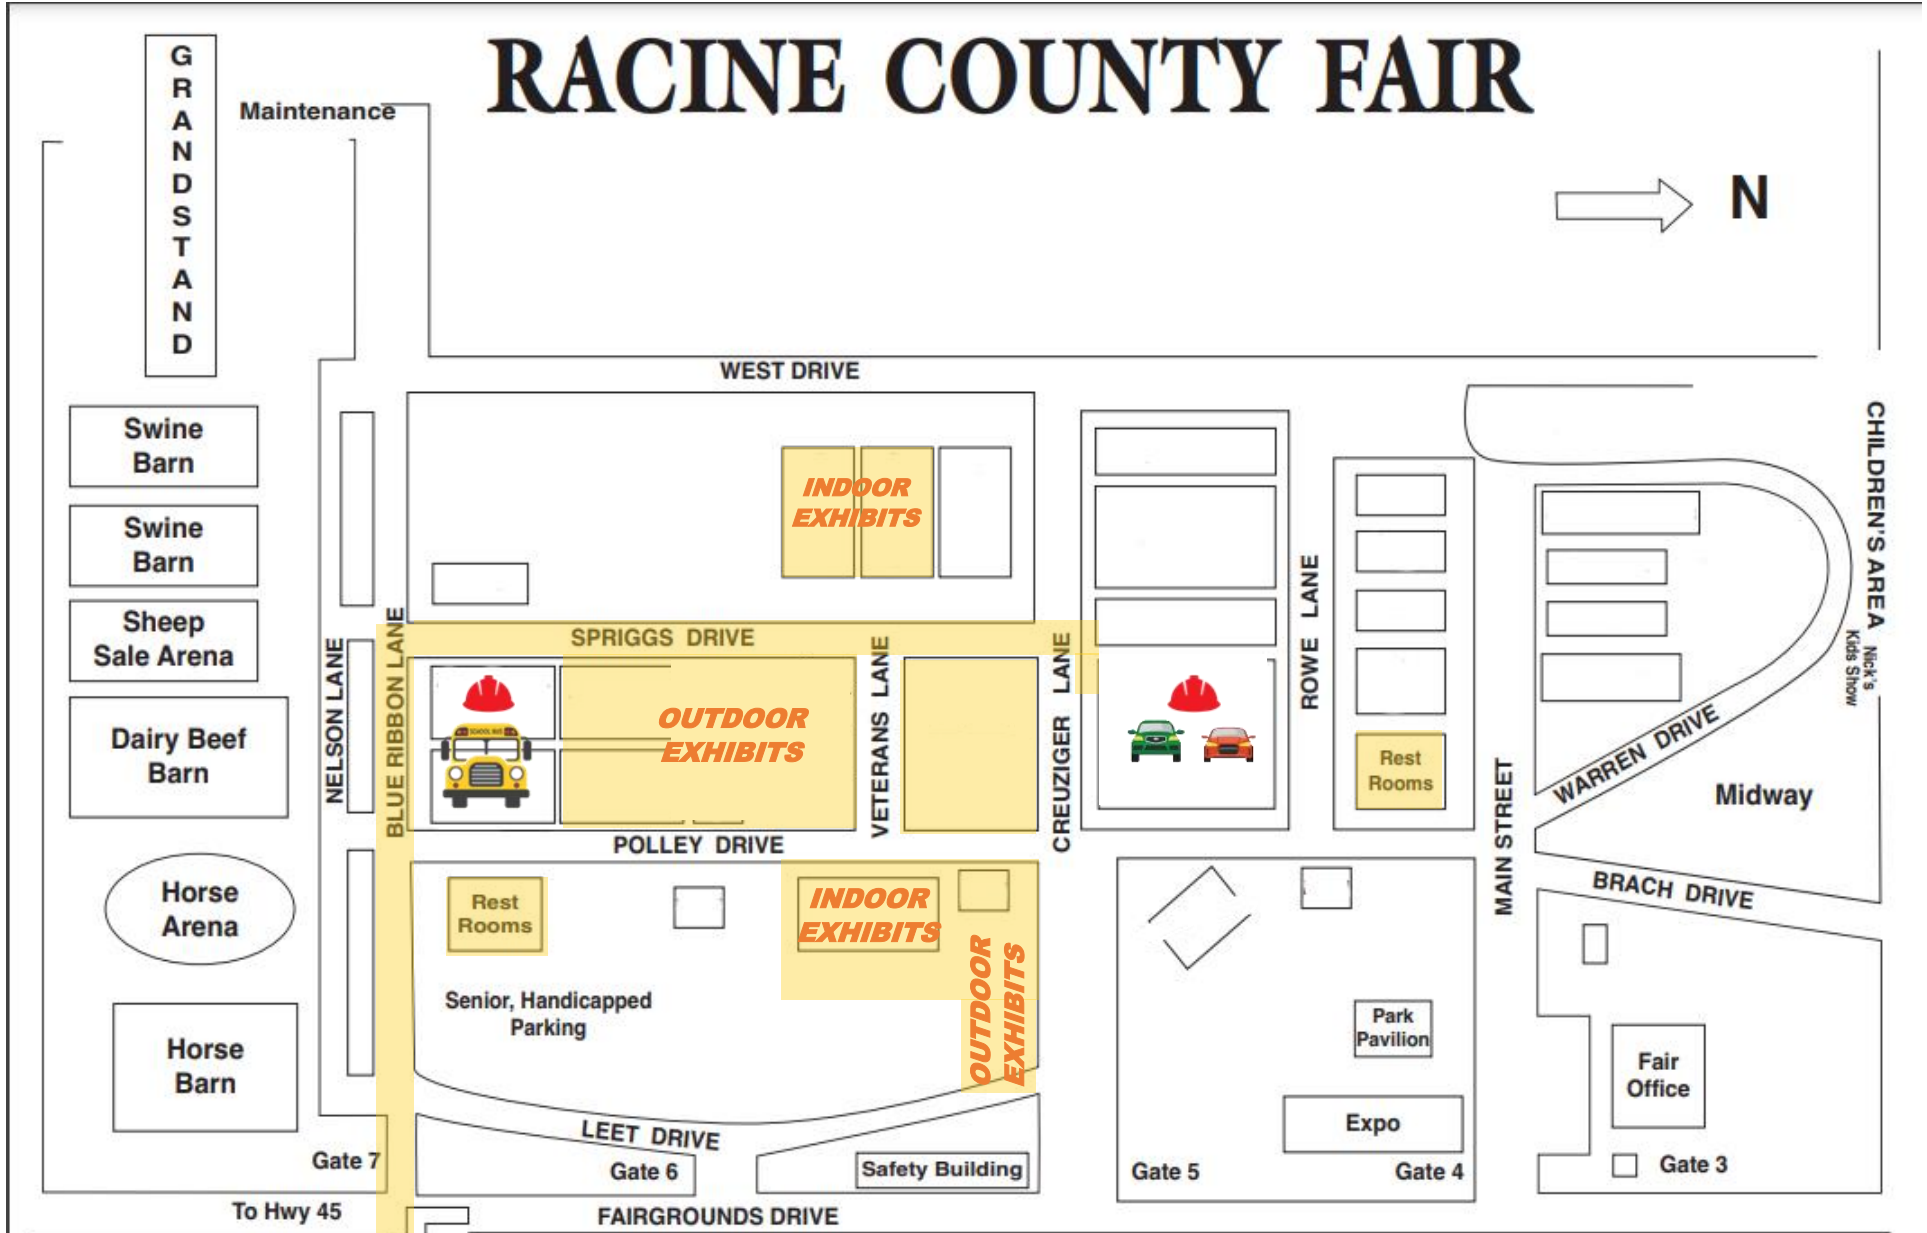 RACINE COUNTY FAIR
G
R
A
N
D
S
T
A
N
D
Maintenance
N
WEST DRIVE
Swine
Barn
Swine
Barn
Sheep
Sale Arena
Dairy Beef
Barn
Horse
Arena
Horse
Barn
NELSON LANE
BLUE RIBBON LANE
INDOOR
EXHIBITS
SPRIGGS DRIVE
SCHOOL BUS
OUTDOOR
EXHIBITS
VETERANS LANE
CREUZIGER LANE
ROWE LANE
Rest
Rooms
MAIN STREET
WARREN DRIVE
CHILDREN'S AREA
Nick's
Kids Show
Midway
BRACH DRIVE
POLLEY DRIVE
Rest
Rooms
INDOOR
EXHIBITS
OUTDOOR
EXHIBITS
Senior, Handicapped
Parking
Park
Pavilion
Fair
Office
Expo
LEET DRIVE
Gate 7
Gate 6
Safety Building
Gate 5
Gate 4
Gate 3
To Hwy 45
FAIRGROUNDS DRIVE